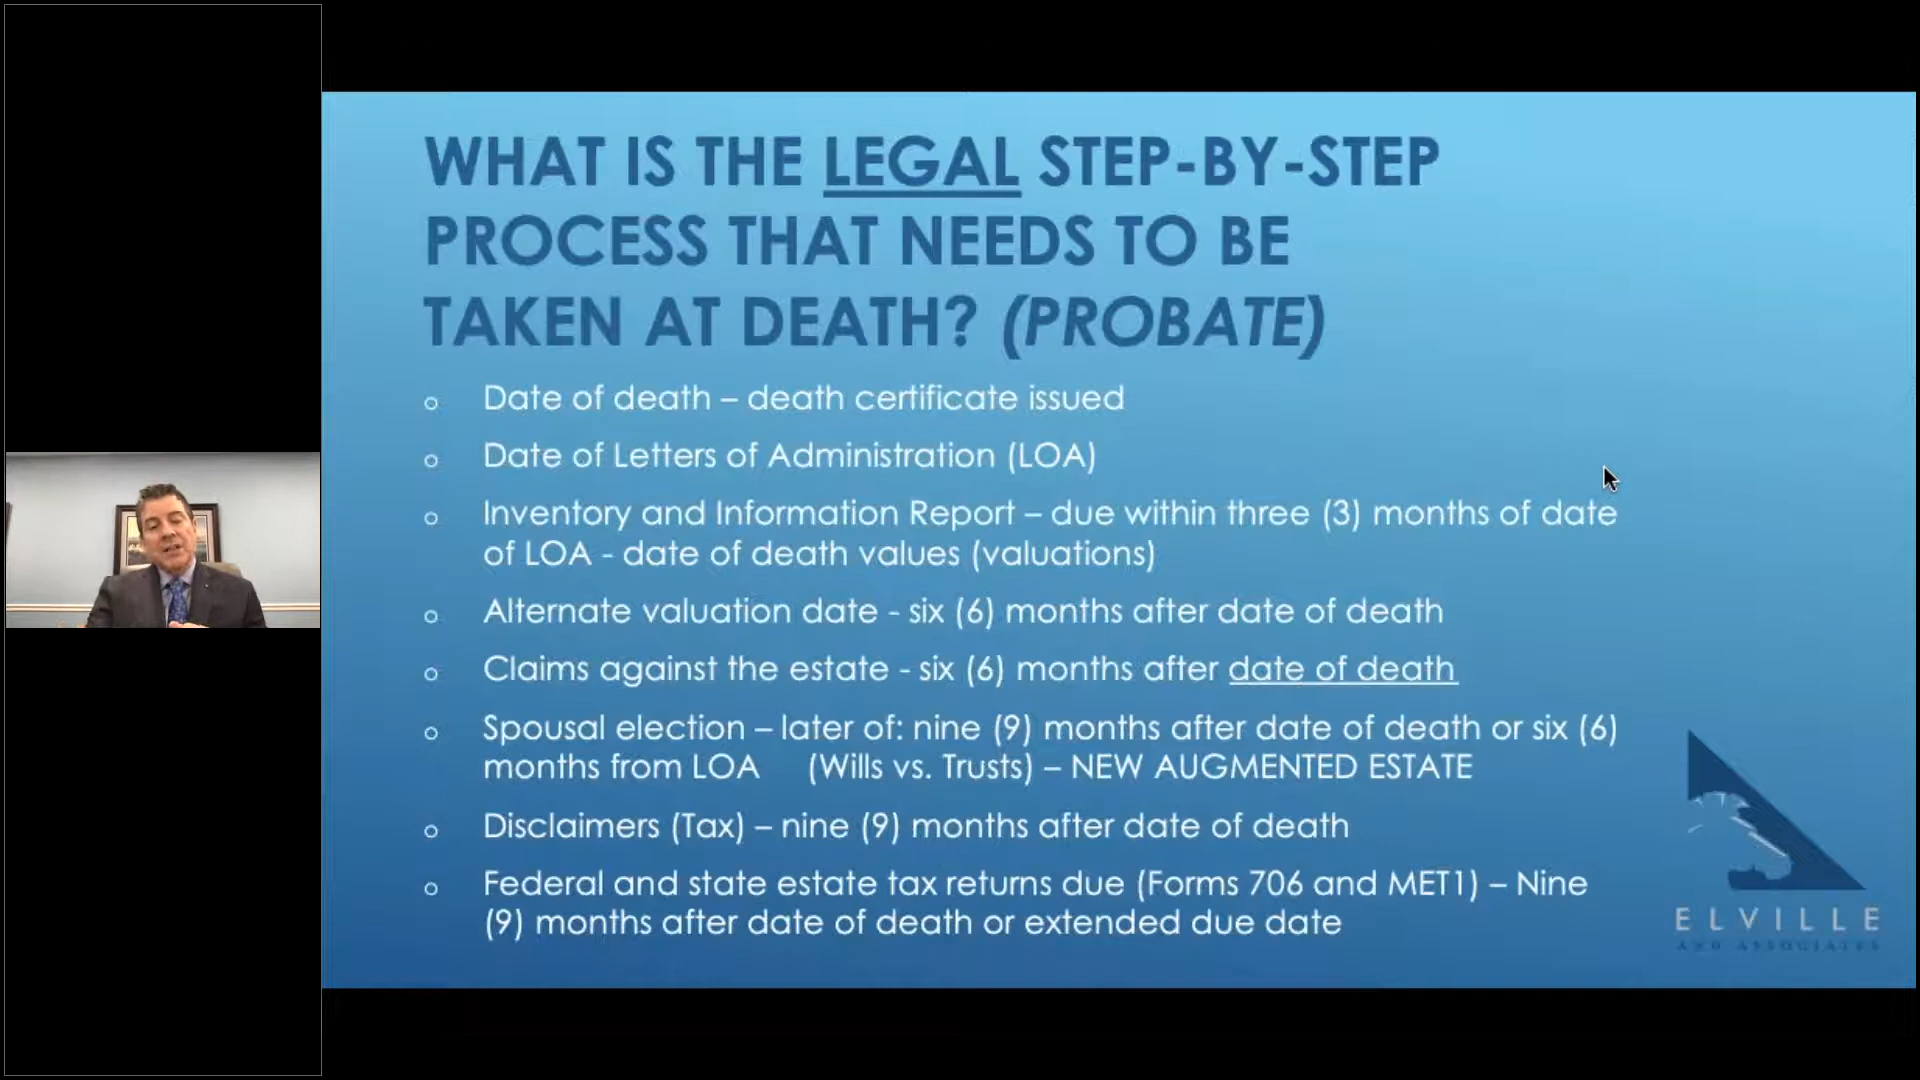 WHAT IS THE LEGAL STEP-BY-STEP
PROCESS THAT NEEDS TO BE
TAKEN AT DEATH? (PROBATE)
o Date of death – death certificate issued
o Date of Letters of Administration (LOA)
o Inventory and Information Report – due within three (3) months of date
of LOA - date of death values (valuations)
o Alternate valuation date - six (6) months after date of death
o Claims against the estate - six (6) months after date of death
o Spousal election – later of: nine (9) months after date of death or six (6)
months from LOA (Wills vs. Trusts) – NEW AUGMENTED ESTATE
o Disclaimers (Tax) – nine (9) months after date of death
o Federal and state estate tax returns due (Forms 706 and MET1) – Nine
(9) months after date of death or extended due date
ELVILLE
AND ASSOCIATES